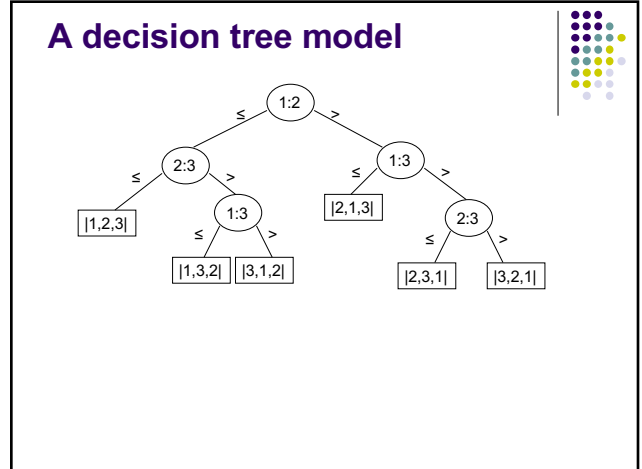 A decision tree model
1:2
≤ >
2:3 1:3
≤ > ≤ >
|1,2,3| 1:3 |2,1,3| 2:3
≤ > ≤ >
|1,3,2| |3,1,2| |2,3,1| |3,2,1|